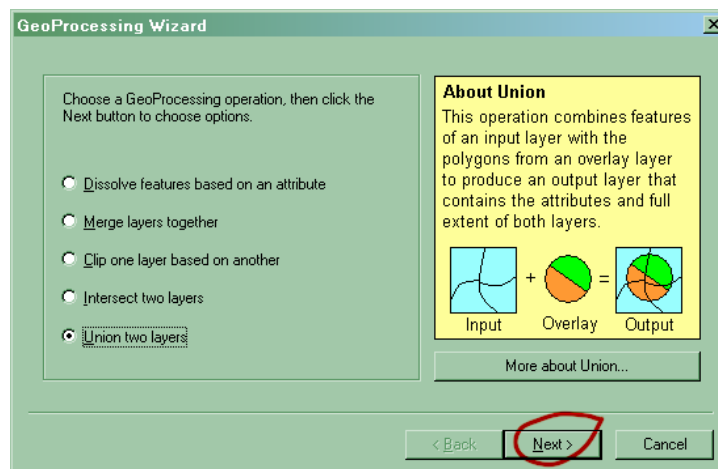 GeoProcessing Wizard
Choose a GeoProcessing operation, then click the
Next button to choose options.
Dissolve features based on an attribute
Merge layers together
Clip one layer based on another
Intersect two layers
Union two layers
About Union
This operation combines features
of an input layer with the
polygons from an overlay layer
to produce an output layer that
contains the attributes and full
extent of both layers.
+ =
Input Overlay Output
More about Union...
< Back Next > Cancel